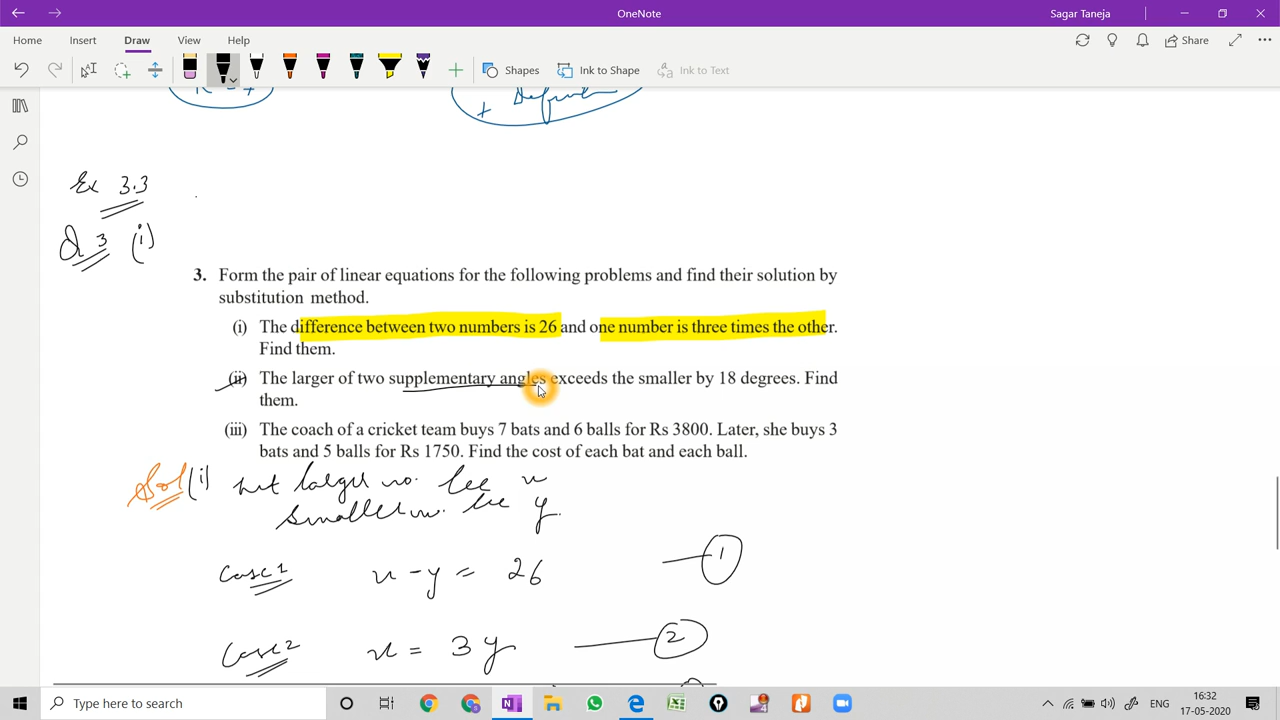 OneNote
Sagar Taneja
Home Insert Draw View Help
Share
Shapes
Ink to Shape
Ink to Text
Ex 3.3
Q 3 (i)
3. Form the pair of linear equations for the following problems and find their solution by
substitution method.
(i) The difference between two numbers is 26 and one number is three times the other.
Find them.
(ii) The larger of two supplementary angles exceeds the smaller by 18 degrees. Find
them.
(iii) The coach of a cricket team buys 7 bats and 6 balls for Rs 3800. Later, she buys 3
bats and 5 balls for Rs 1750. Find the cost of each bat and each ball.
Sol (i) Let larger no. be x
Smaller no. be y.
Case 1 x - y = 26 1
Case 2 x = 3y 2
Type here to search
ENG
16:32
17-05-2020